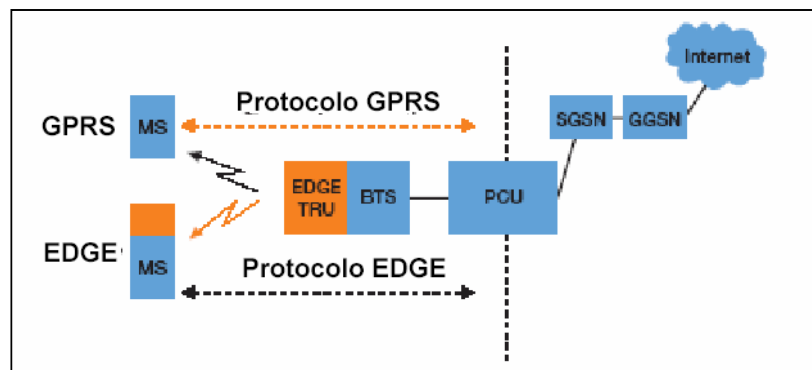 Internet
Protocolo GPRS
GPRS
MS
SGSN
GGSN
EDGE
TRU
BTS
PCU
EDGE
MS
Protocolo EDGE